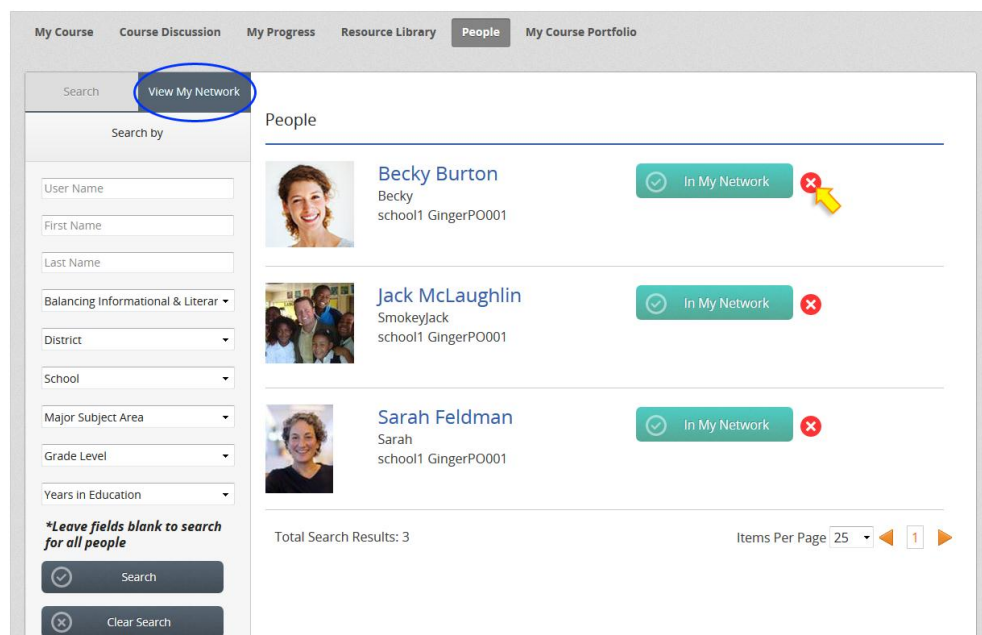 My Course Course Discussion My Progress Resource Library People My Course Portfolio
Search View My Network
Search by
User Name
First Name
Last Name
Balancing Informational & Literar
District
School
Major Subject Area
Grade Level
Years in Education
*Leave fields blank to search
for all people
Search
Clear Search
People
Becky Burton
Becky
school1 GingerPO001
In My Network
Jack McLaughlin
SmokeyJack
school1 GingerPO001
In My Network
Sarah Feldman
Sarah
school1 GingerPO001
In My Network
Total Search Results: 3 Items Per Page 25 1